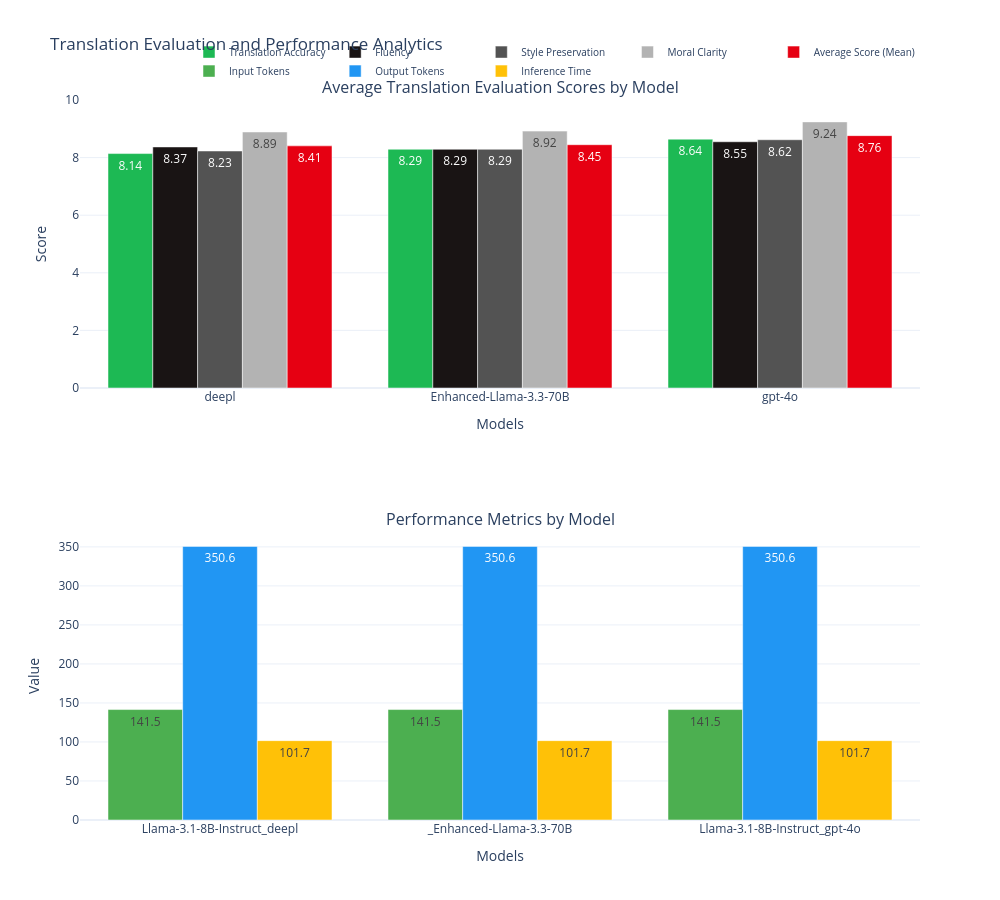 Translation Evaluation and Performance Analytics
Translation Accuracy Fluency Style Preservation Moral Clarity Average Score (Mean)
Input Tokens Output Tokens Inference Time
Average Translation Evaluation Scores by Model
10
8
6
4
2
0
Score
8.14 8.37 8.23 8.89 8.41
8.29 8.29 8.29 8.92 8.45
8.64 8.55 8.62 9.24 8.76
deepl Enhanced-Llama-3.3-70B gpt-4o
Models
Performance Metrics by Model
350
300
250
200
150
100
50
0
Value
141.5 350.6 101.7
141.5 350.6 101.7
141.5 350.6 101.7
Llama-3.1-8B-Instruct_deepl _Enhanced-Llama-3.3-70B Llama-3.1-8B-Instruct_gpt-4o
Models